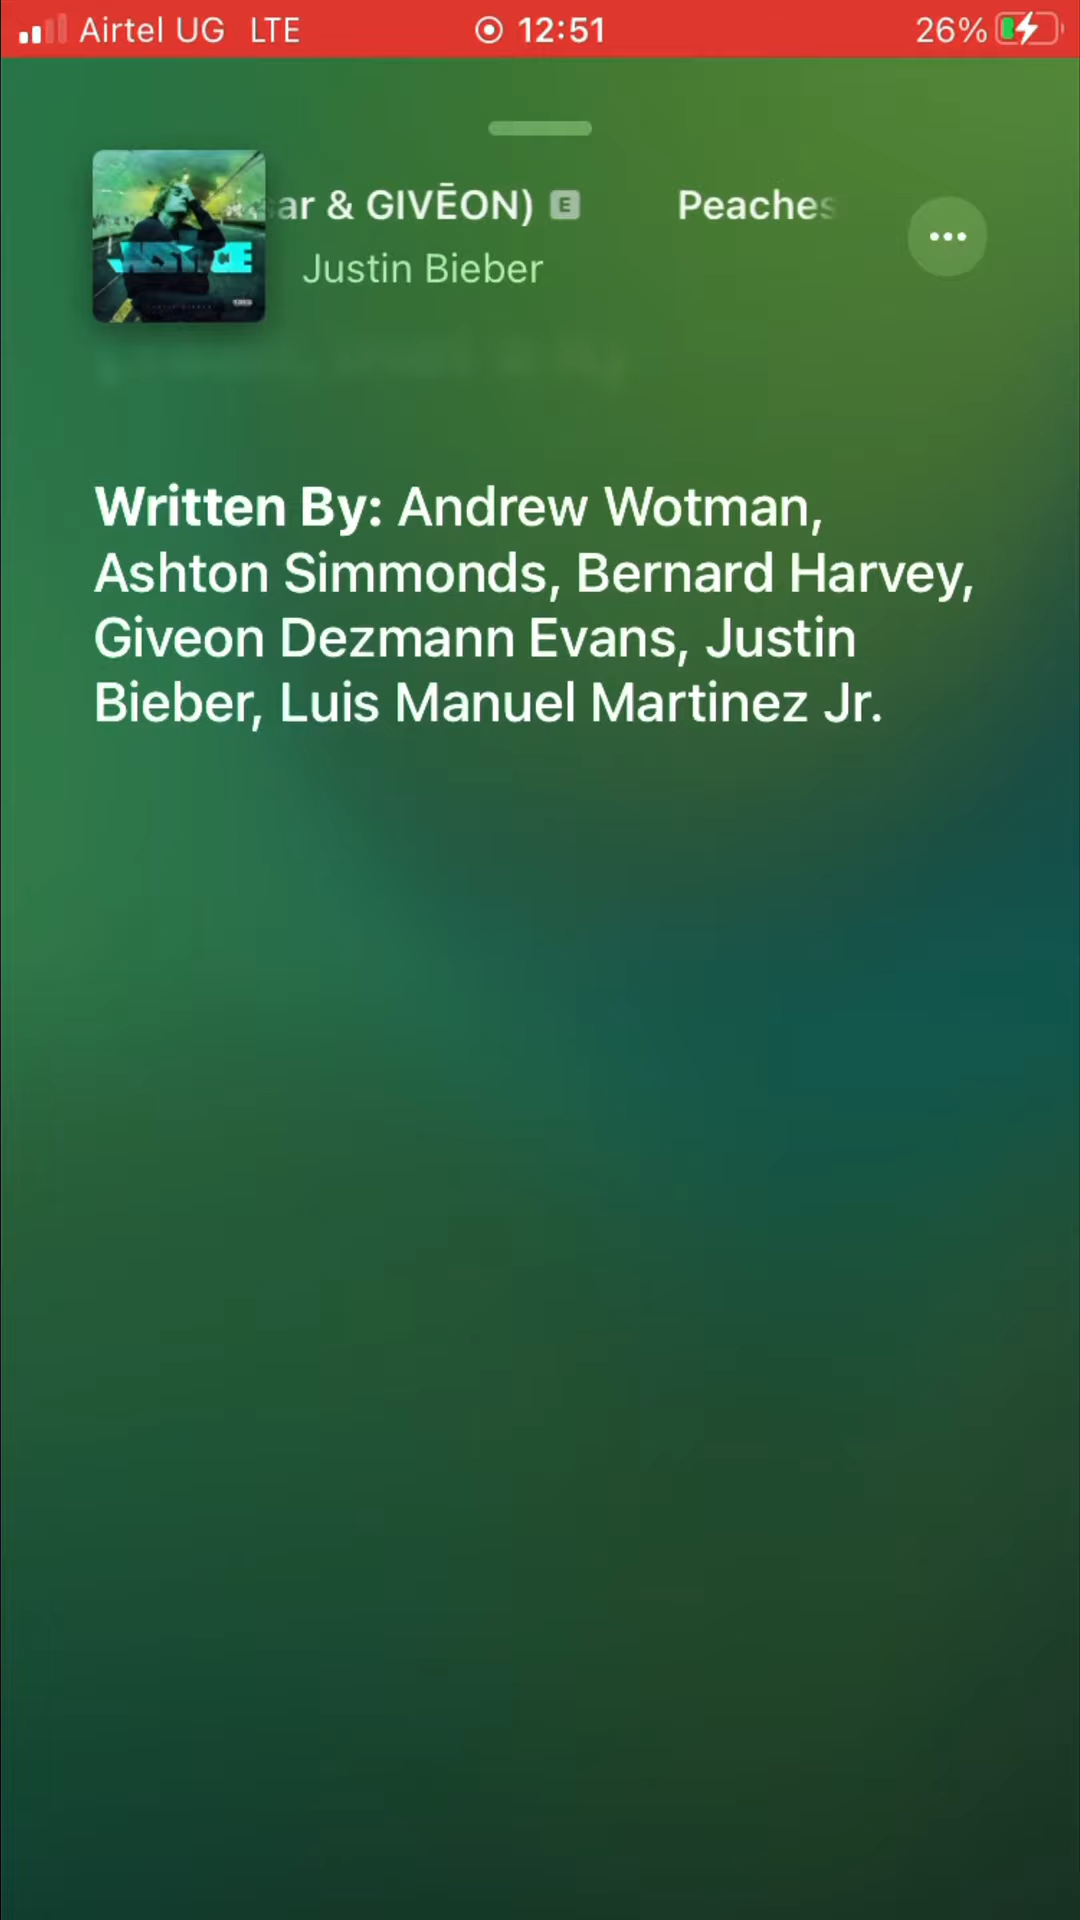 Airtel UG LTE 12:51 26%
ar & GIVĒON) E Peaches
JUSTICE
Justin Bieber
Written By: Andrew Wotman,
Ashton Simmonds, Bernard Harvey,
Giveon Dezmann Evans, Justin
Bieber, Luis Manuel Martinez Jr.